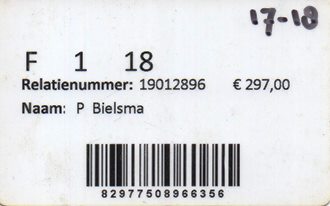 17-18
F 1 18
Relatienummer: 19012896 € 297,00
Naam: P Bielsma
82977508966356